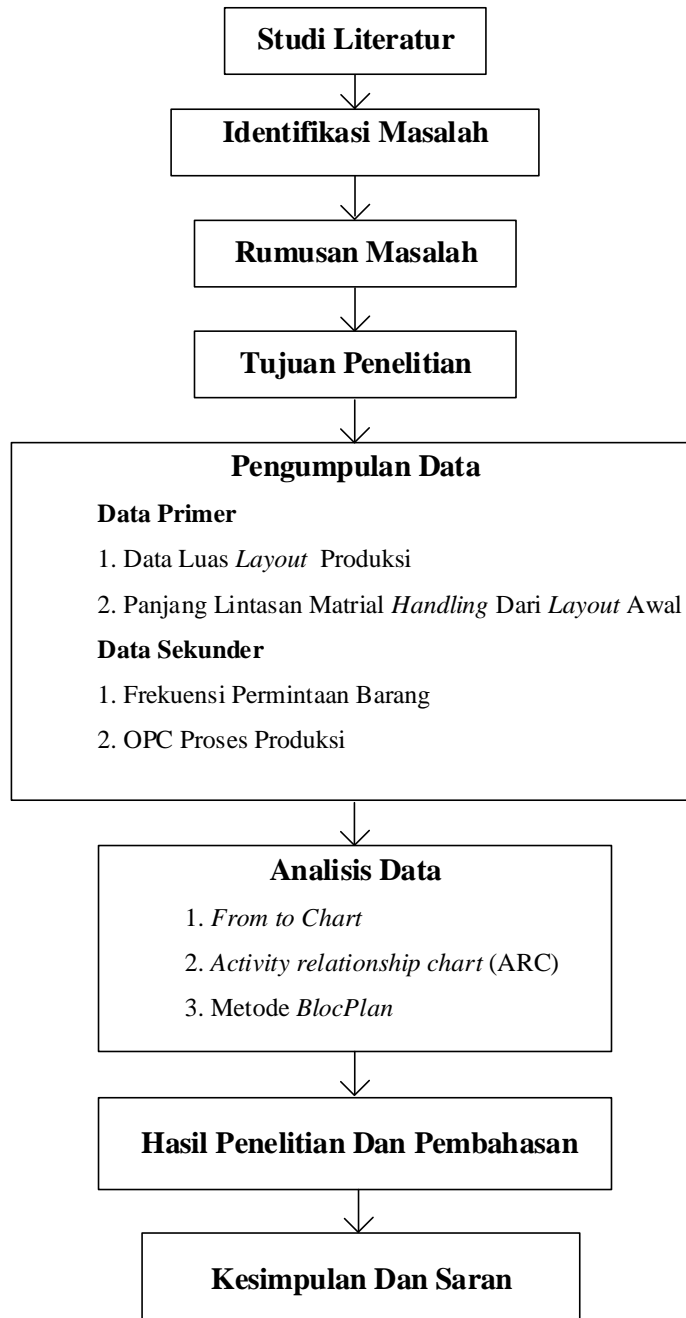 Studi Literatur
Identifikasi Masalah
Rumusan Masalah
Tujuan Penelitian
Pengumpulan Data
Data Primer
1. Data Luas Layout Produksi
2. Panjang Lintasan Matrial Handling Dari Layout Awal
Data Sekunder
1. Frekuensi Permintaan Barang
2. OPC Proses Produksi
Analisis Data
1. From to Chart
2. Activity relationship chart (ARC)
3. Metode BlocPlan
Hasil Penelitian Dan Pembahasan
Kesimpulan Dan Saran